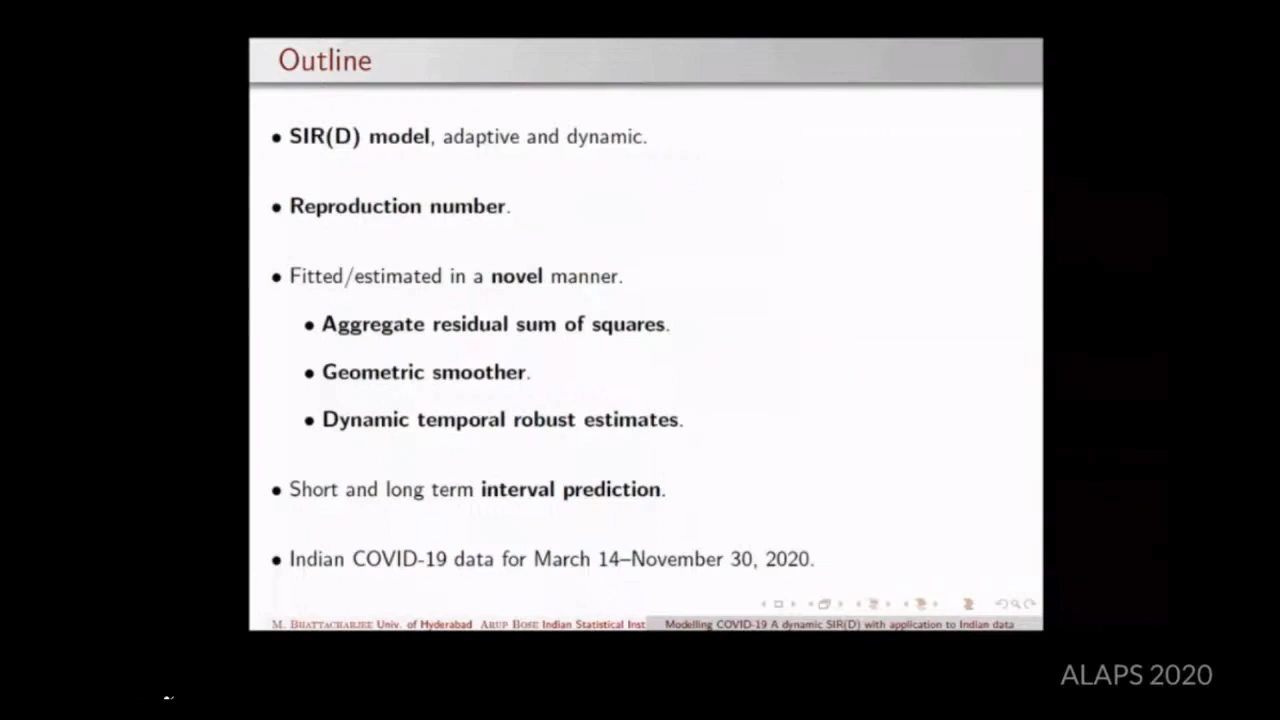 Outline
• SIR(D) model, adaptive and dynamic.
• Reproduction number.
• Fitted/estimated in a novel manner.
• Aggregate residual sum of squares.
• Geometric smoother.
• Dynamic temporal robust estimates.
• Short and long term interval prediction.
• Indian COVID-19 data for March 14–November 30, 2020.
M. BHATTACHARJEE Univ. of Hyderabad ARUP BOSE Indian Statistical Inst Modelling COVID-19 A dynamic SIR(D) with application to Indian data
ALAPS 2020